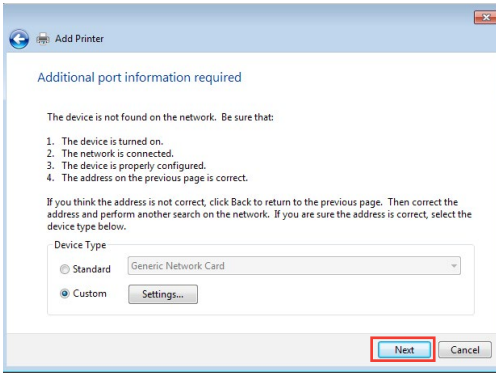 Add Printer
Additional port information required
The device is not found on the network. Be sure that:
1. The device is turned on.
2. The network is connected.
3. The device is properly configured.
4. The address on the previous page is correct.
If you think the address is not correct, click Back to return to the previous page. Then correct the
address and perform another search on the network. If you are sure the address is correct, select the
device type below.
Device Type
Standard Generic Network Card
Custom Settings...
Next Cancel